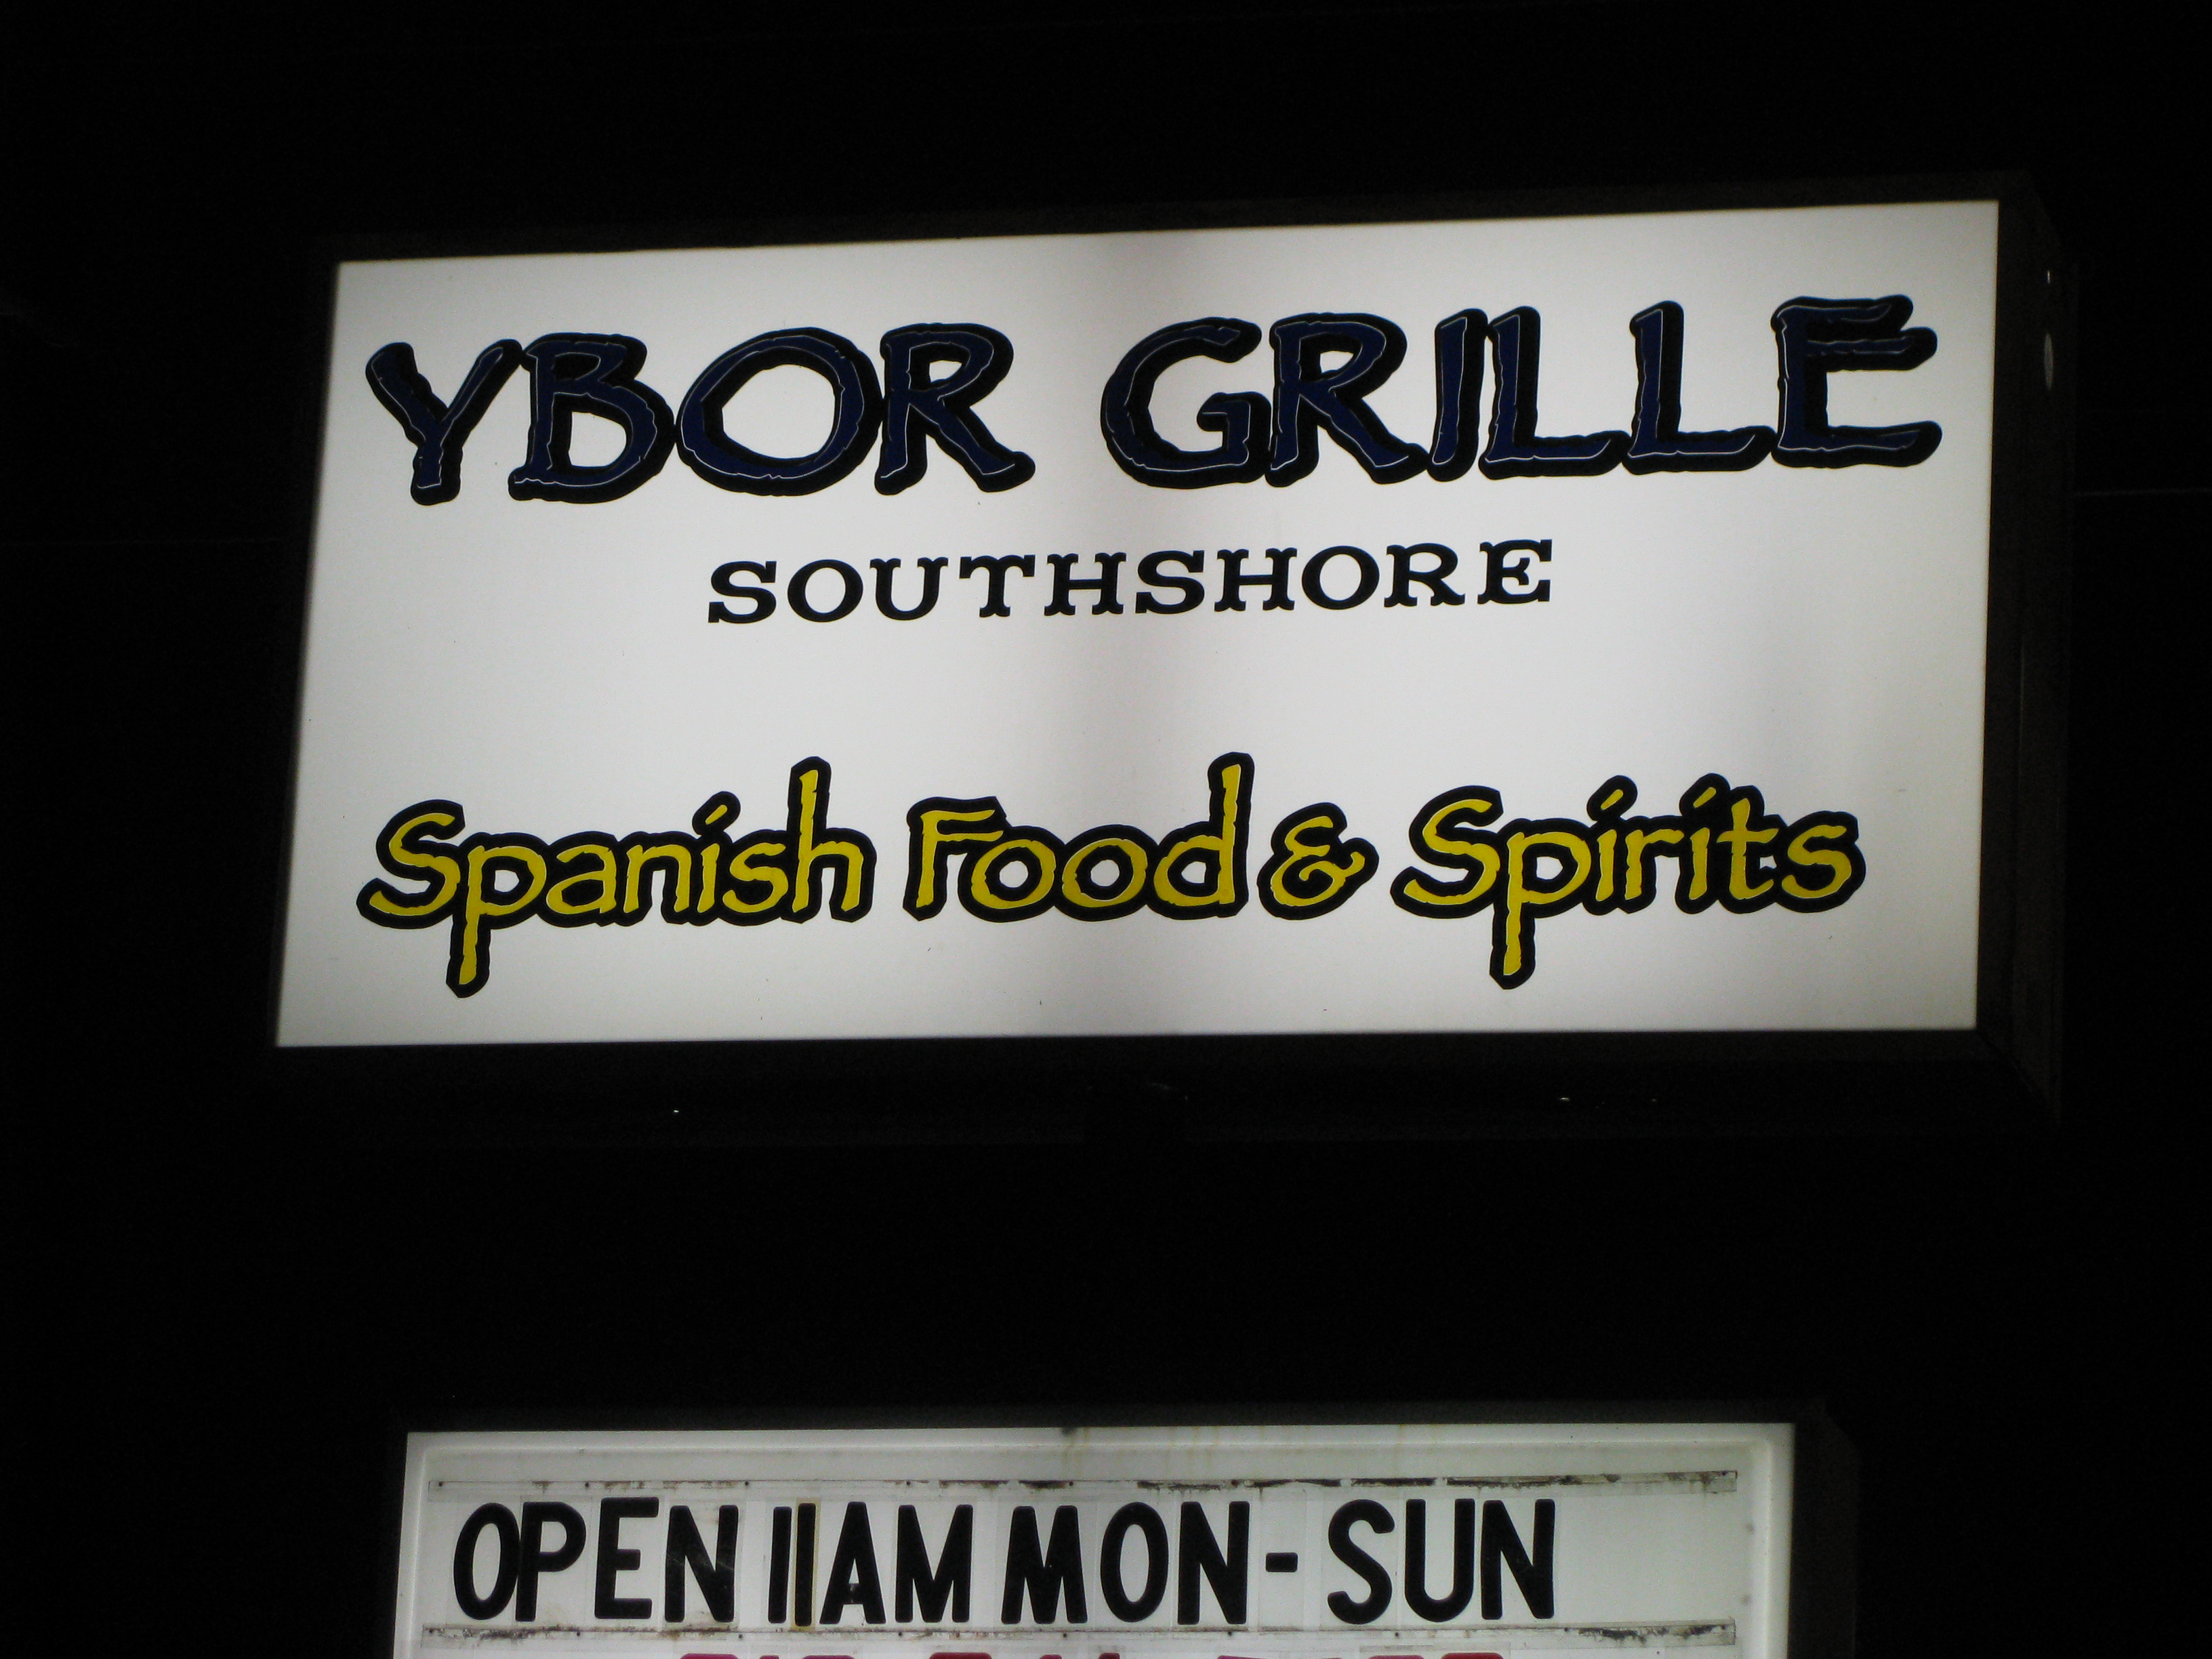 YBOR GRILLE
SOUTHSHORE
Spanish Food & Spirits
OPEN 11AM MON - SUN